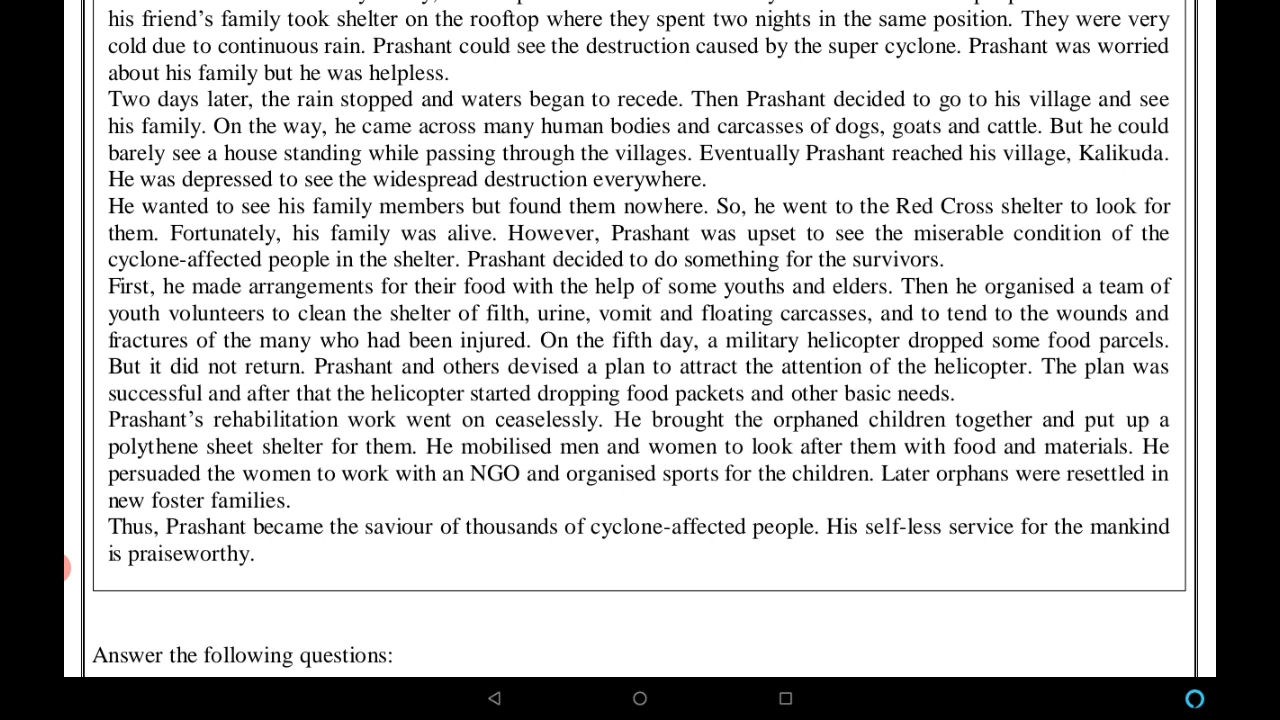 his friend’s family took shelter on the rooftop where they spent two nights in the same position. They were very
cold due to continuous rain. Prashant could see the destruction caused by the super cyclone. Prashant was worried
about his family but he was helpless.
Two days later, the rain stopped and waters began to recede. Then Prashant decided to go to his village and see
his family. On the way, he came across many human bodies and carcasses of dogs, goats and cattle. But he could
barely see a house standing while passing through the villages. Eventually Prashant reached his village, Kalikuda.
He was depressed to see the widespread destruction everywhere.
He wanted to see his family members but found them nowhere. So, he went to the Red Cross shelter to look for
them. Fortunately, his family was alive. However, Prashant was upset to see the miserable condition of the
cyclone-affected people in the shelter. Prashant decided to do something for the survivors.
First, he made arrangements for their food with the help of some youths and elders. Then he organised a team of
youth volunteers to clean the shelter of filth, urine, vomit and floating carcasses, and to tend to the wounds and
fractures of the many who had been injured. On the fifth day, a military helicopter dropped some food parcels.
But it did not return. Prashant and others devised a plan to attract the attention of the helicopter. The plan was
successful and after that the helicopter started dropping food packets and other basic needs.
Prashant’s rehabilitation work went on ceaselessly. He brought the orphaned children together and put up a
polythene sheet shelter for them. He mobilised men and women to look after them with food and materials. He
persuaded the women to work with an NGO and organised sports for the children. Later orphans were resettled in
new foster families.
Thus, Prashant became the saviour of thousands of cyclone-affected people. His self-less service for the mankind
is praiseworthy.
Answer the following questions: